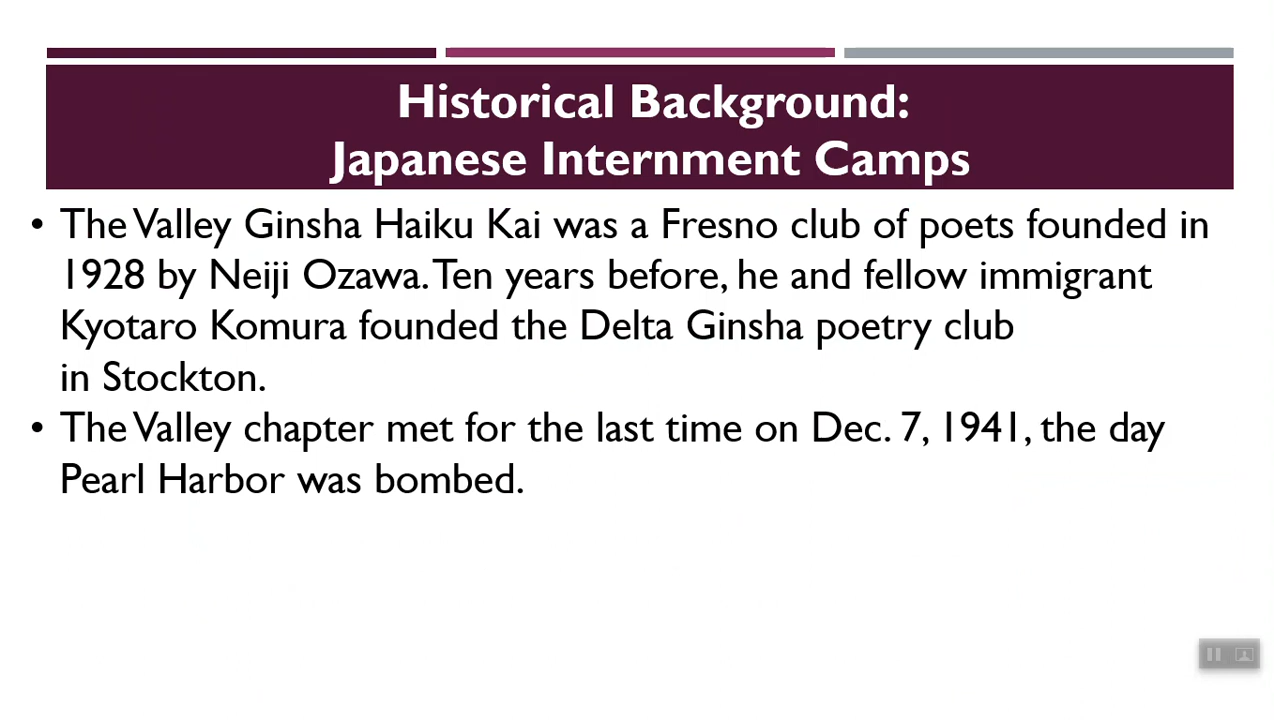 Historical Background:
Japanese Internment Camps
• The Valley Ginsha Haiku Kai was a Fresno club of poets founded in
1928 by Neiji Ozawa. Ten years before, he and fellow immigrant
Kyotaro Komura founded the Delta Ginsha poetry club
in Stockton.
• The Valley chapter met for the last time on Dec. 7, 1941, the day
Pearl Harbor was bombed.